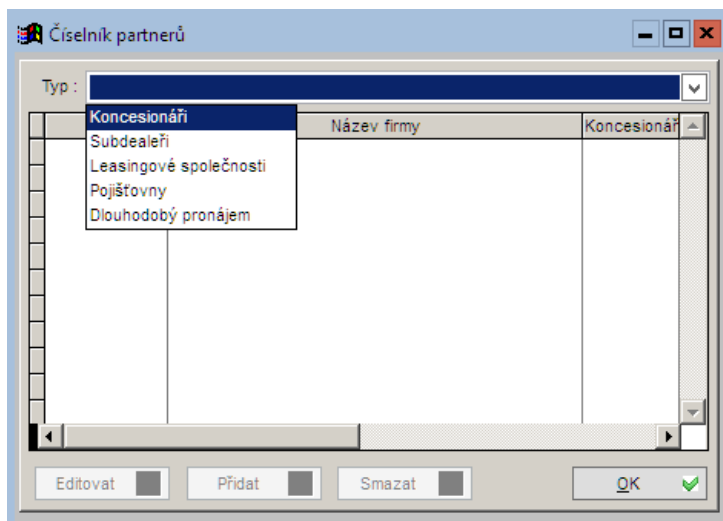 Číselník partnerů
Typ :
Koncesionáři
Subdealeři
Leasingové společnosti
Pojišťovny
Dlouhodobý pronájem
Název firmy
Koncesionář
Editovat
Přidat
Smazat
OK